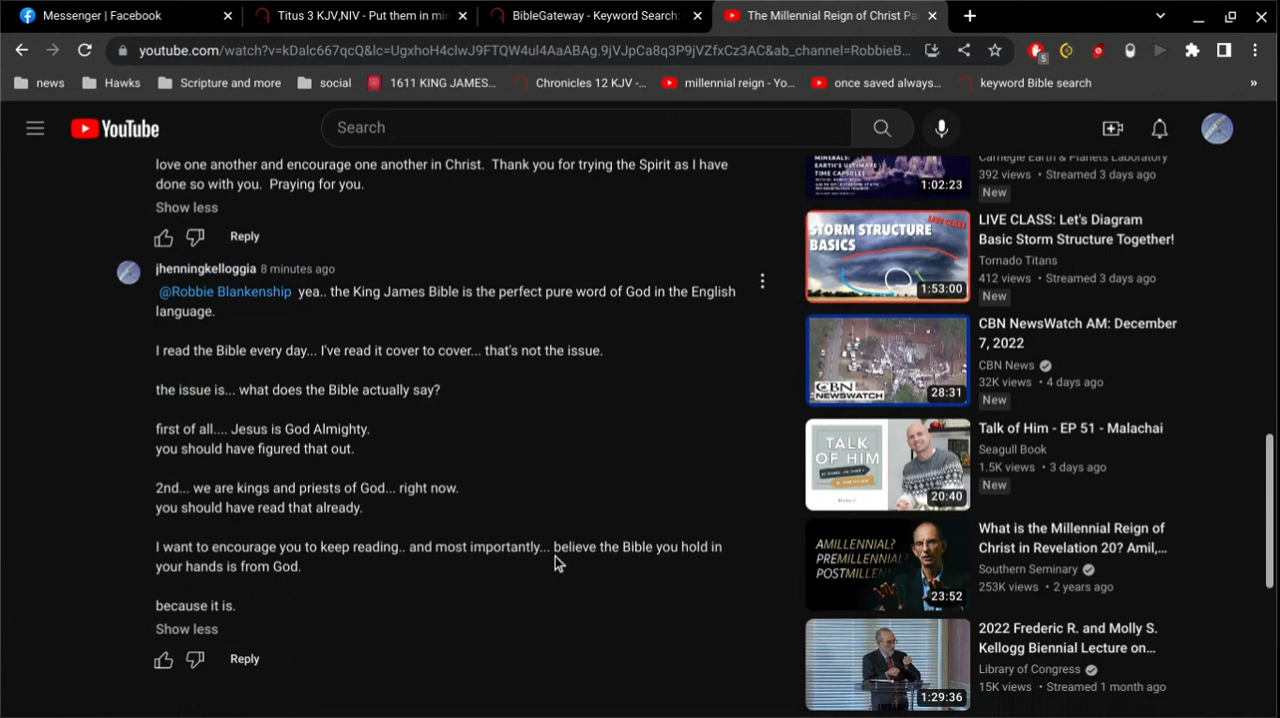 Messenger | Facebook
Titus 3 KJV,NIV - Put them in mi
BibleGateway - Keyword Search:
The Millennial Reign of Christ Pa
youtube.com/watch?v=kDalc667qcQ&lc=UgxhoH4clwJ9FTQW4ul4AaABAg.9jVJpCa8q3P9jVZfxCz3AC&ab_channel=RobbieB...
5
news
Hawks
Scripture and more
social
1611 KING JAMES...
Chronicles 12 KJV -...
millennial reign - Yo...
once saved always...
keyword Bible search
»
YouTube
Search
love one another and encourage one another in Christ. Thank you for trying the Spirit as I have
done so with you. Praying for you.
Show less
Reply
jhenningkelloggia 8 minutes ago
@Robbie Blankenship yea.. the King James Bible is the perfect pure word of God in the English
language.
I read the Bible every day... I've read it cover to cover... that's not the issue.
the issue is... what does the Bible actually say?
first of all.... Jesus is God Almighty.
you should have figured that out.
2nd... we are kings and priests of God... right now.
you should have read that already.
I want to encourage you to keep reading.. and most importantly... believe the Bible you hold in
your hands is from God.
because it is.
Show less
Reply
MINERALS:
EARTH'S ULTIMATE
TIME CAPSULES
1:02:23
Carnegie Earth & Planets Laboratory
392 views • Streamed 3 days ago
New
LIVE CLASS
STORM STRUCTURE
BASICS
1:53:00
LIVE CLASS: Let's Diagram
Basic Storm Structure Together!
Tornado Titans
412 views • Streamed 3 days ago
New
CBN
NEWSWATCH
28:31
CBN NewsWatch AM: December
7, 2022
CBN News
32K views • 4 days ago
New
TALK
OF HIM
20:40
Talk of Him - EP 51 - Malachai
Seagull Book
1.5K views • 3 days ago
New
AMILLENNIAL?
PREMILLENNIAL?
POSTMILLEN
23:52
What is the Millennial Reign of
Christ in Revelation 20? Amil,...
Southern Seminary
253K views • 2 years ago
1:29:36
2022 Frederic R. and Molly S.
Kellogg Biennial Lecture on...
Library of Congress
15K views • Streamed 1 month ago